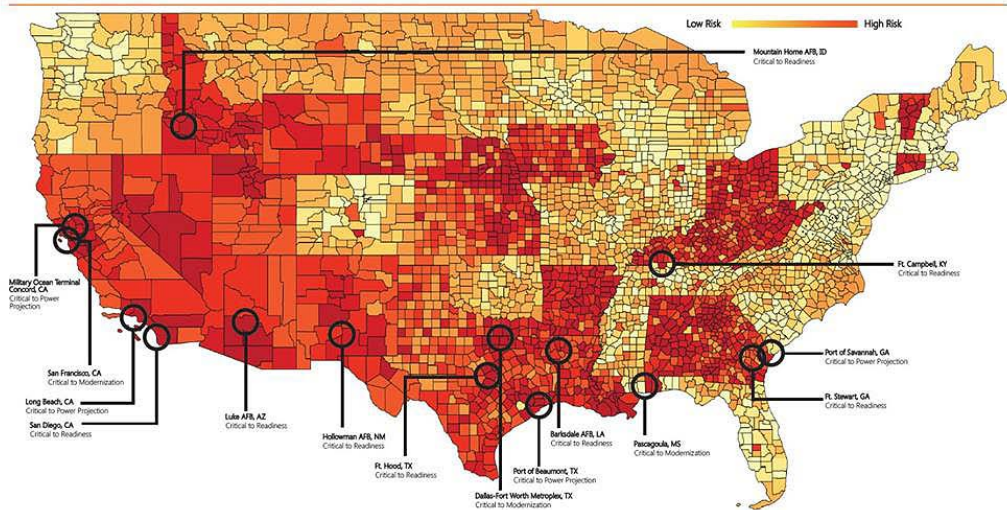 Low Risk
High Risk
Mountain Home AFB, ID
Critical to Readiness
Military Ocean Terminal
Concord, CA
Critical to Power
Projection
Ft. Campbell, KY
Critical to Readiness
San Francisco, CA
Critical to Modernization
Long Beach, CA
Critical to Power Projection
San Diego, CA
Critical to Readiness
Luke AFB, AZ
Critical to Readiness
Hollowman AFB, NM
Critical to Readiness
Ft. Hood, TX
Critical to Readiness
Dallas-Fort Worth Metroplex, TX
Critical to Modernization
Port of Beaumont, TX
Critical to Power Projection
Barksdale AFB, LA
Critical to Readiness
Pascagoula, MS
Critical to Modernization
Port of Savannah, GA
Critical to Power Projection
Ft. Stewart, GA
Critical to Readiness